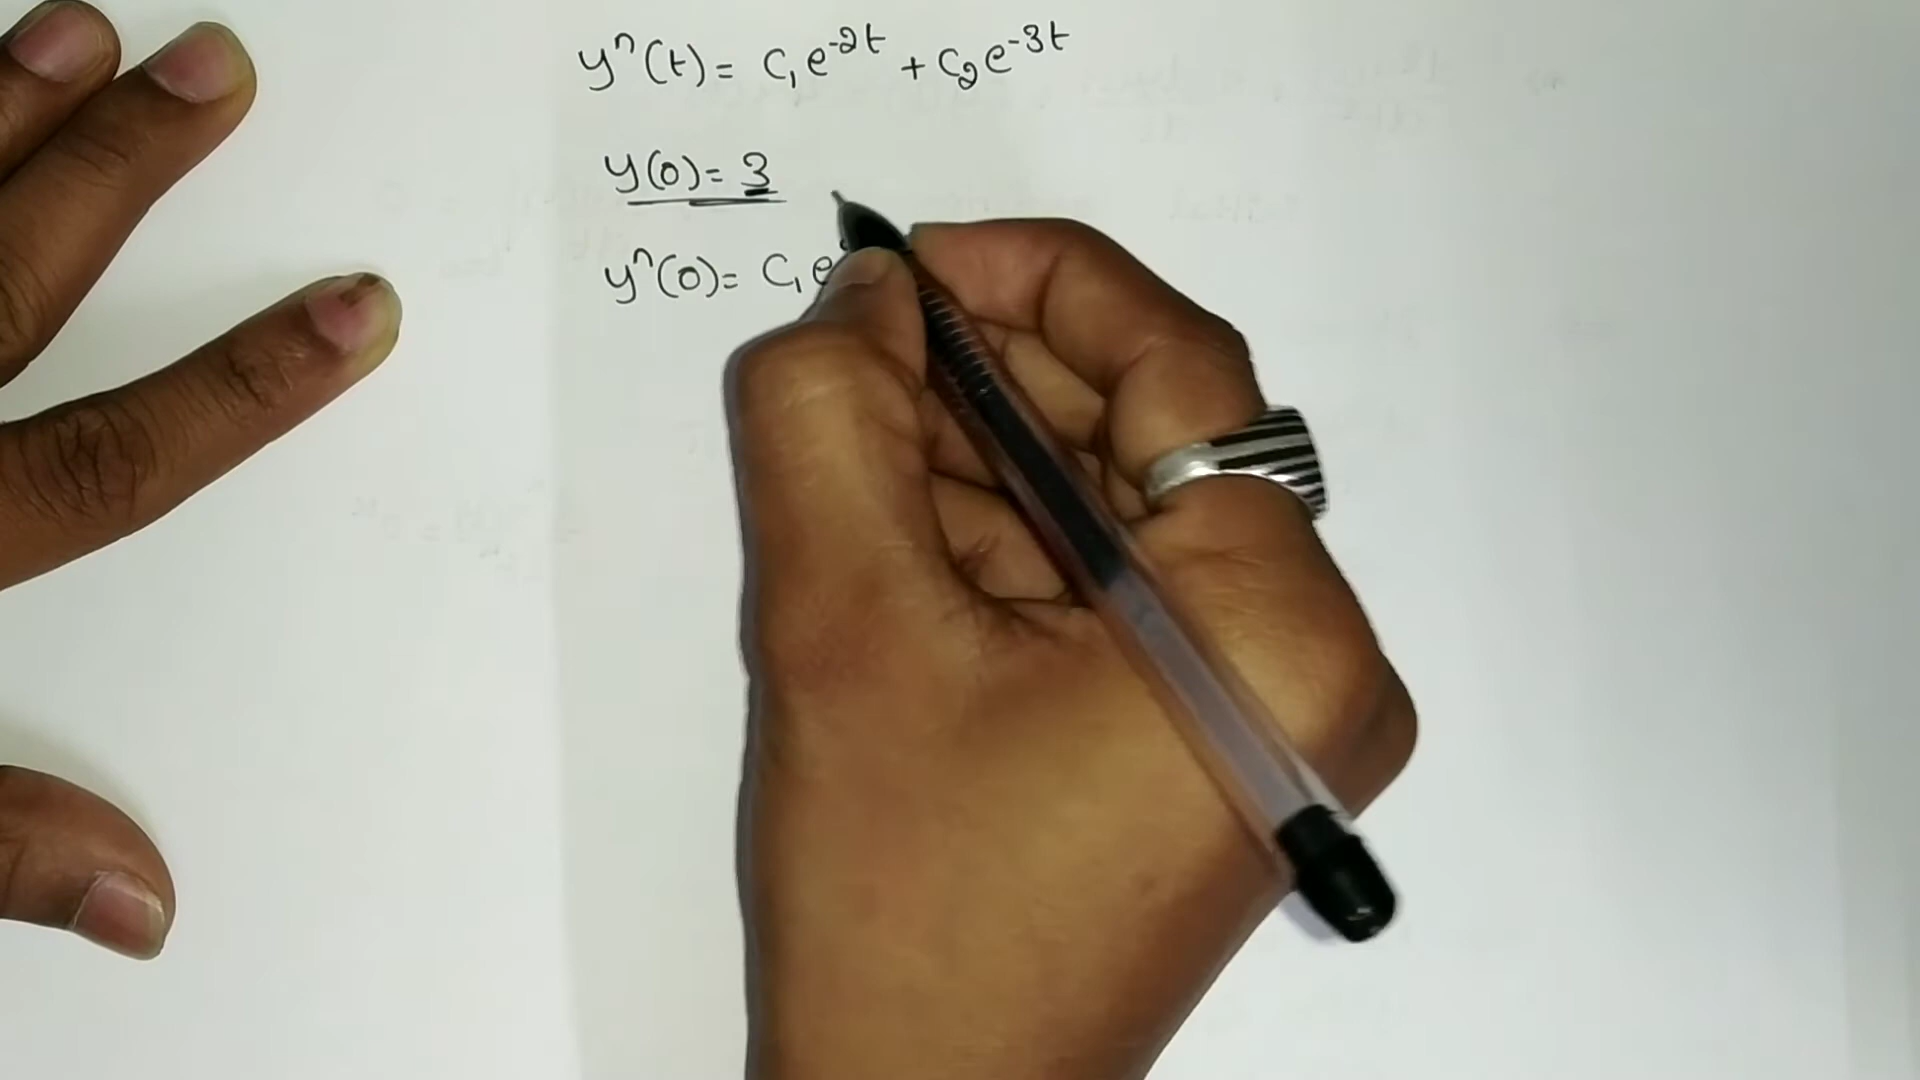 yⁿ(t) = c₁e⁻²ᵗ + c₂e⁻³ᵗ
y(0) = 3
yⁿ(0) = c₁e